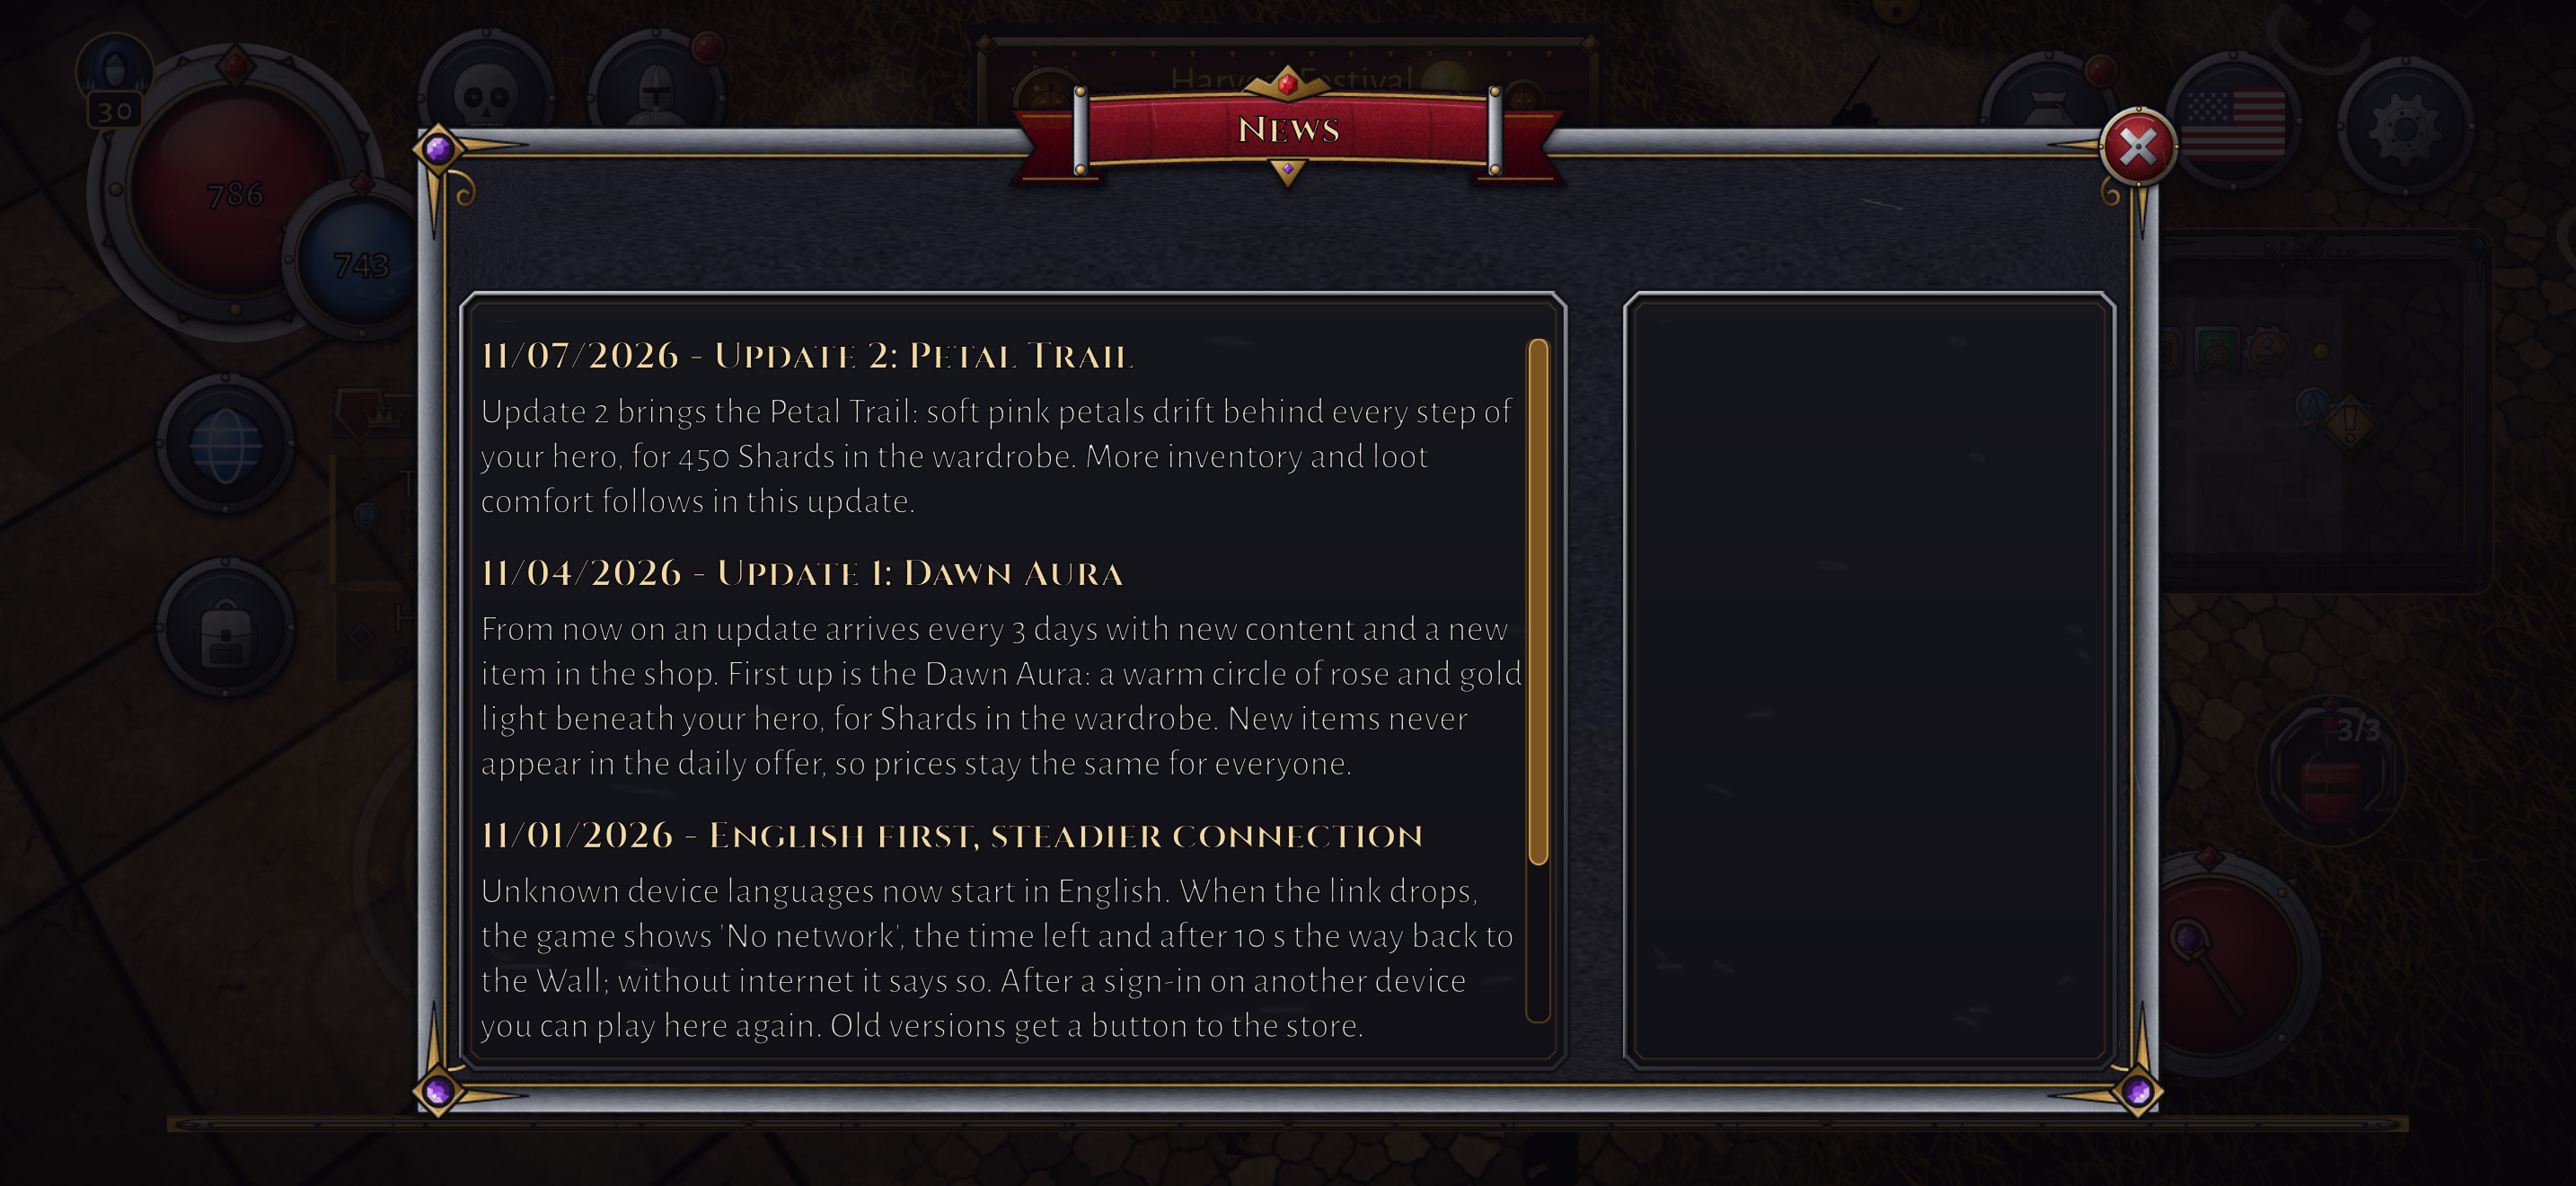 30
Harvest Festival
News
786
743
11/07/2026 - Update 2: Petal Trail
Update 2 brings the Petal Trail: soft pink petals drift behind every step of
your hero, for 450 Shards in the wardrobe. More inventory and loot
comfort follows in this update.
11/04/2026 - Update 1: Dawn Aura
From now on an update arrives every 3 days with new content and a new
item in the shop. First up is the Dawn Aura: a warm circle of rose and gold
light beneath your hero, for Shards in the wardrobe. New items never
appear in the daily offer, so prices stay the same for everyone.
11/01/2026 - English first, steadier connection
Unknown device languages now start in English. When the link drops,
the game shows 'No network', the time left and after 10 s the way back to
the Wall; without internet it says so. After a sign-in on another device
you can play here again. Old versions get a button to the store.
3/3